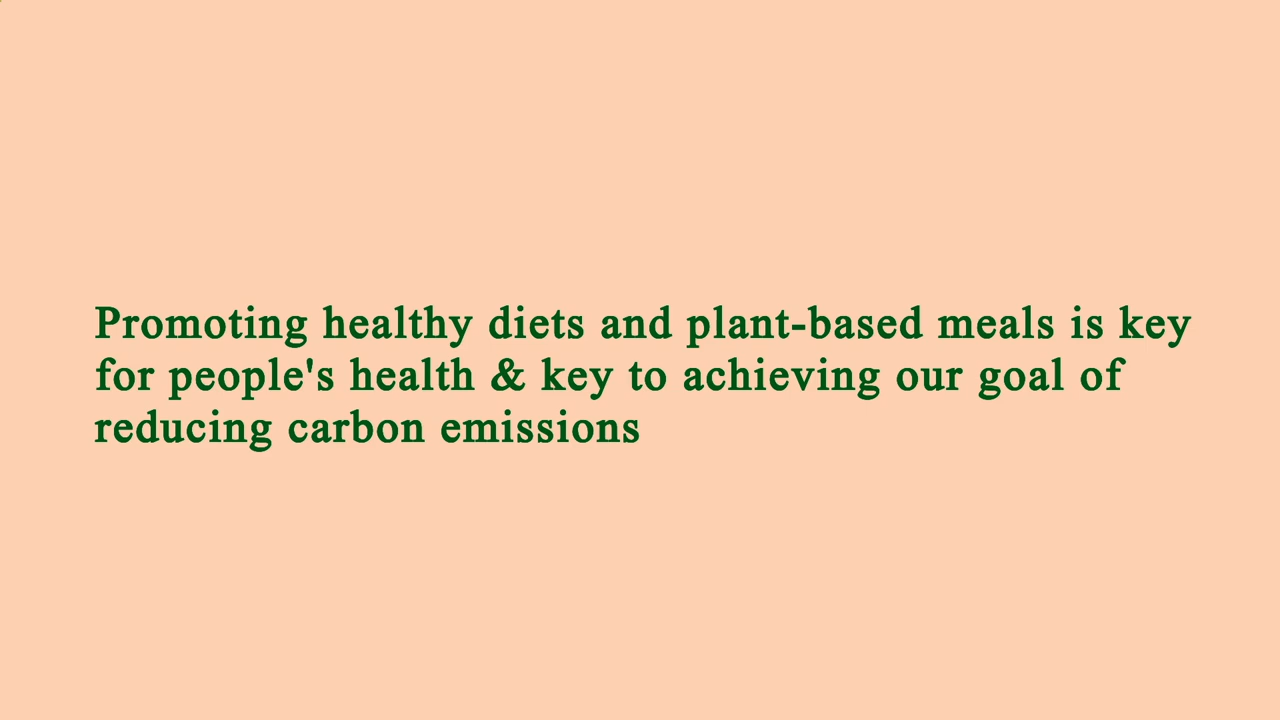 Promoting healthy diets and plant-based meals is key
for people's health & key to achieving our goal of
reducing carbon emissions